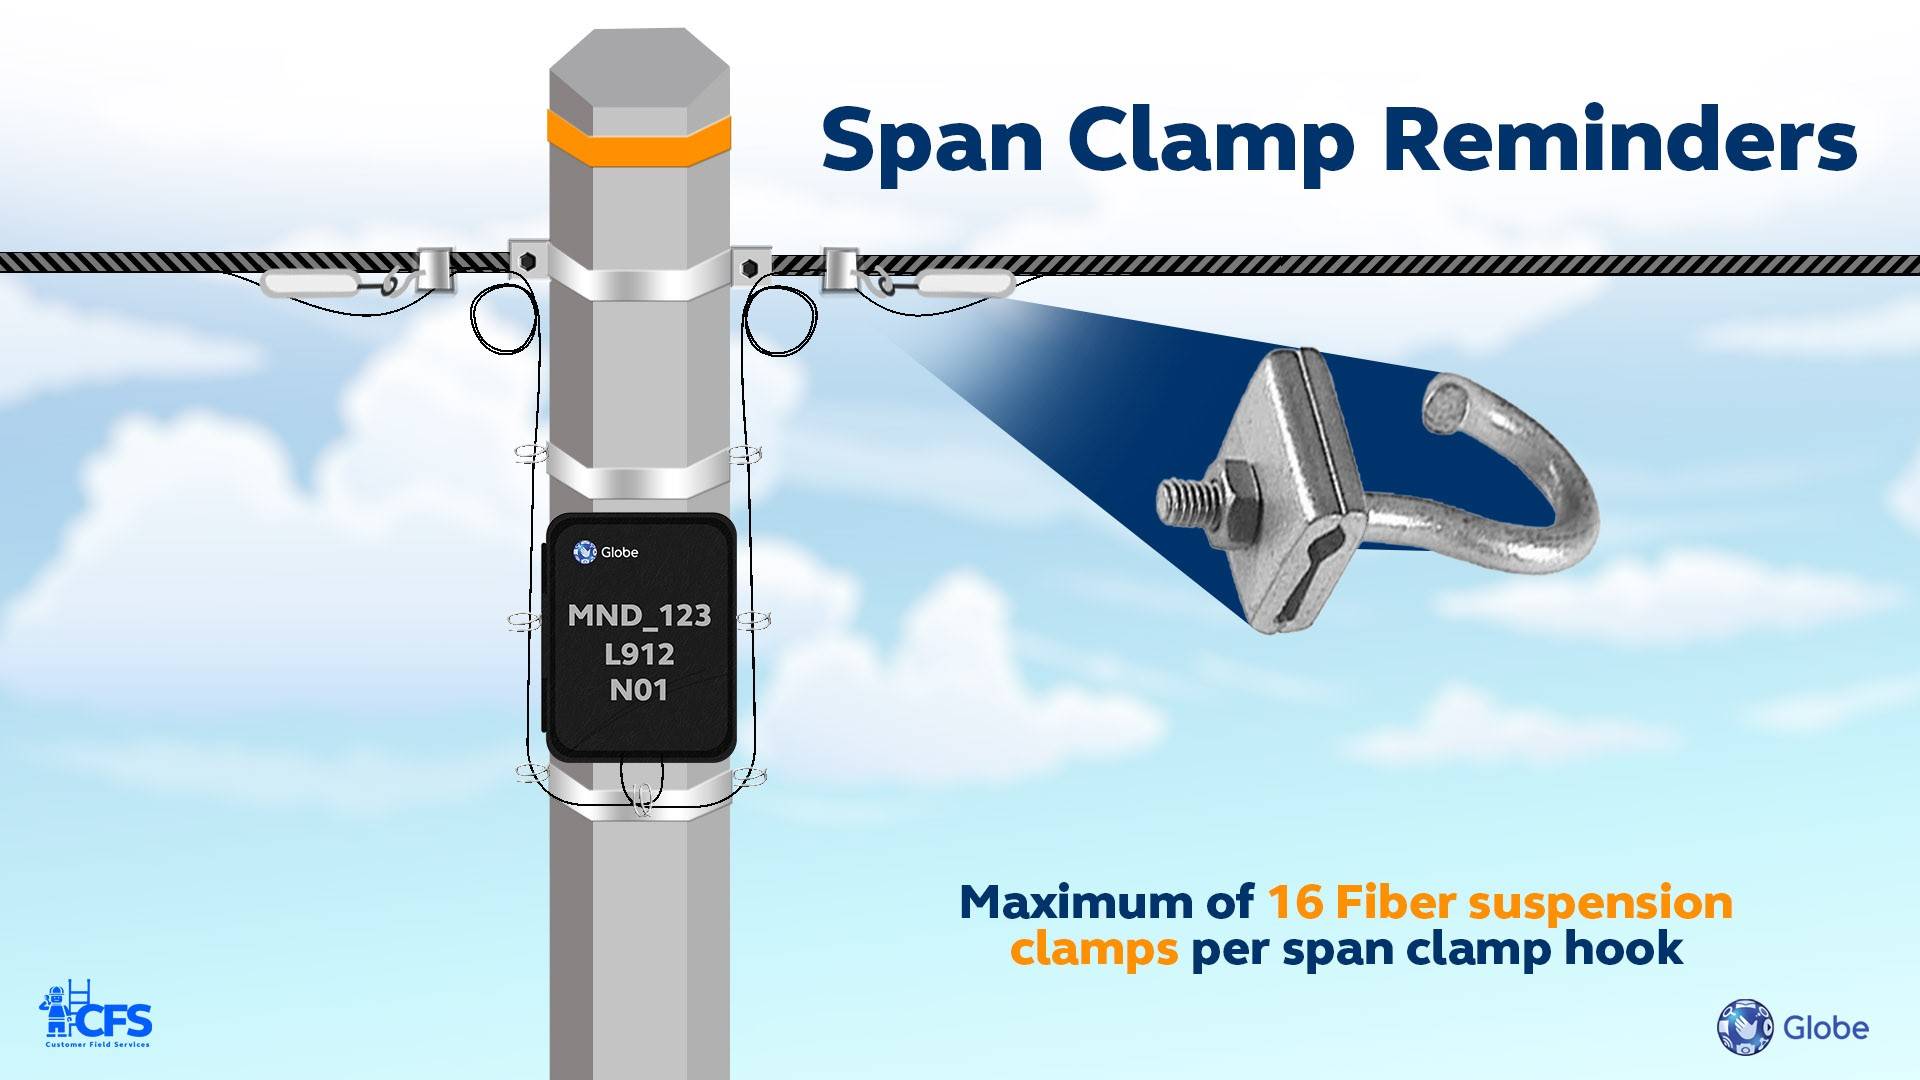 Span Clamp Reminders
Globe
MND_123
L912
N01
Maximum of 16 Fiber suspension
clamps per span clamp hook
CFS
Customer Field Services
Globe